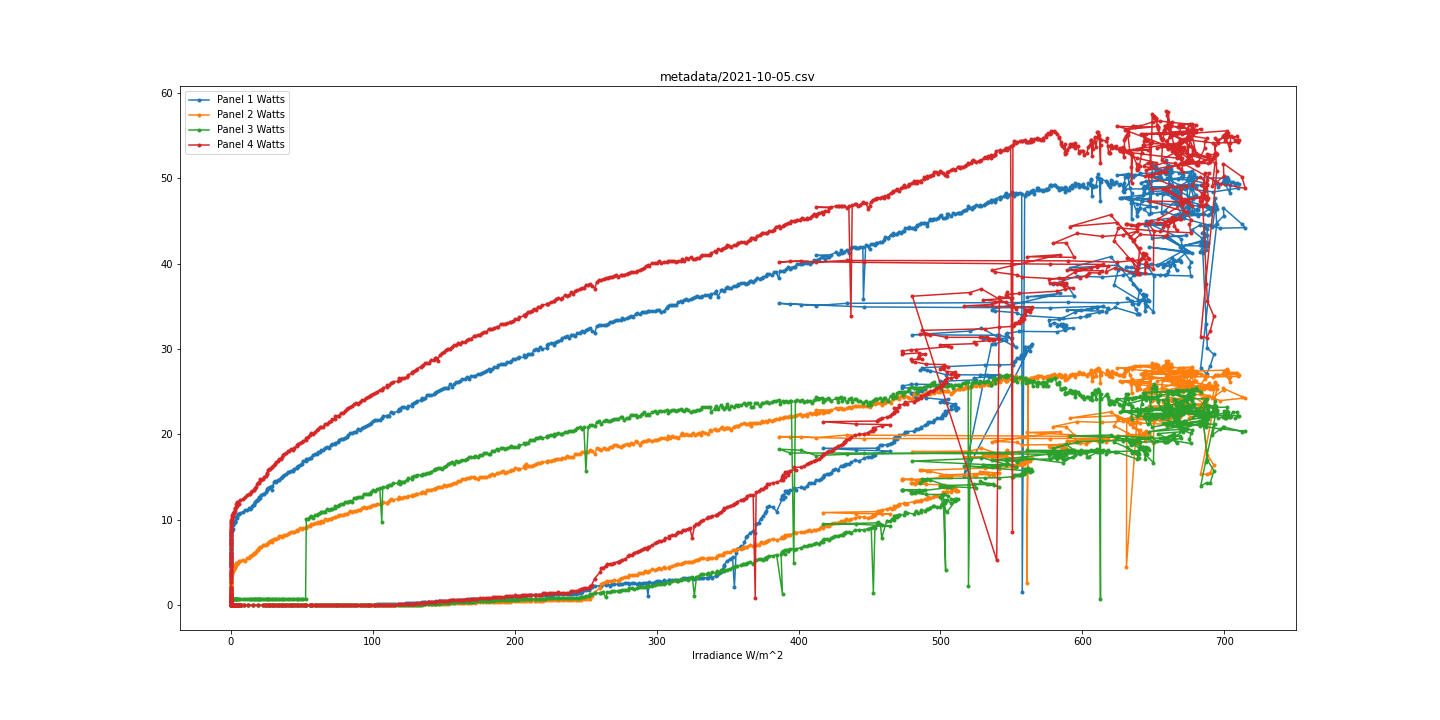 metadata/2021-10-05.csv
Panel 1 Watts
Panel 2 Watts
Panel 3 Watts
Panel 4 Watts
60
50
40
30
20
10
0
0 100 200 300 400 500 600 700
Irradiance W/m^2